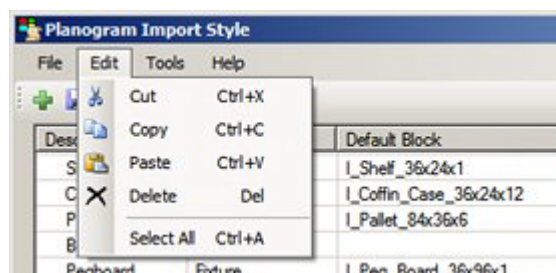 Planogram Import Style
File Edit Tools Help
Cut Ctrl+X
Copy Ctrl+C
Paste Ctrl+V
Delete Del
Select All Ctrl+A
Default Block
I_Shelf_36x24x1
I_Coffin_Case_36x24x12
I_Pallet_84x36x6
Pegboard Fixture I_Peg_Board_36x96x1